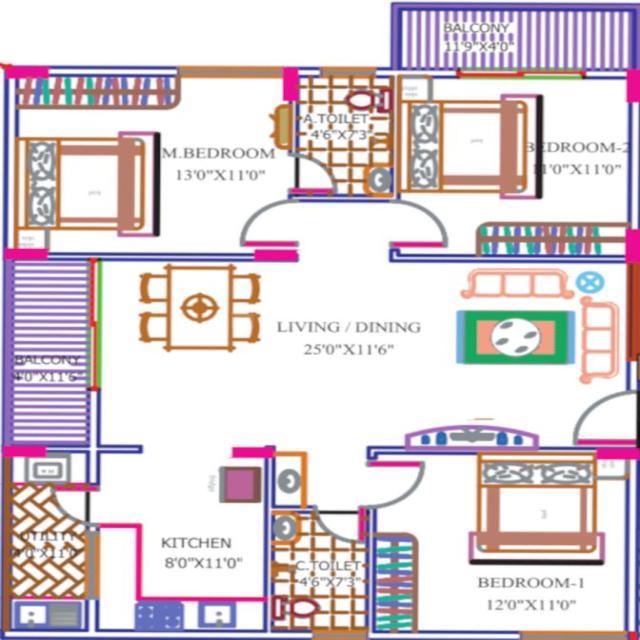 BALCONY
11'9"X4'0"
A.TOILET
4'6"X7'3"
M.BEDROOM
13'0"X11'0"
BEDROOM-2
11'0"X11'0"
LIVING / DINING
25'0"X11'6"
BALCONY
4'0"X11'6"
UTILITY
4'0"X11'0"
KITCHEN
8'0"X11'0"
C.TOILET
4'6"X7'3"
BEDROOM-1
12'0"X11'0"